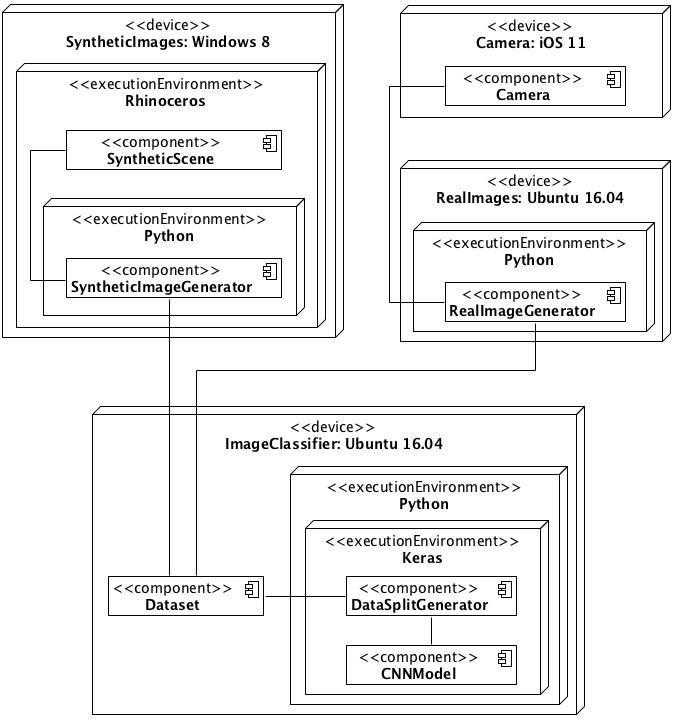 <<device>>
SyntheticImages: Windows 8
<<executionEnvironment>>
Rhinoceros
<<component>>
SyntheticScene
<<executionEnvironment>>
Python
<<component>>
SyntheticImageGenerator
<<device>>
Camera: iOS 11
<<component>>
Camera
<<device>>
RealImages: Ubuntu 16.04
<<executionEnvironment>>
Python
<<component>>
RealImageGenerator
<<device>>
ImageClassifier: Ubuntu 16.04
<<executionEnvironment>>
Python
<<executionEnvironment>>
Keras
<<component>>
Dataset
<<component>>
DataSplitGenerator
<<component>>
CNNModel